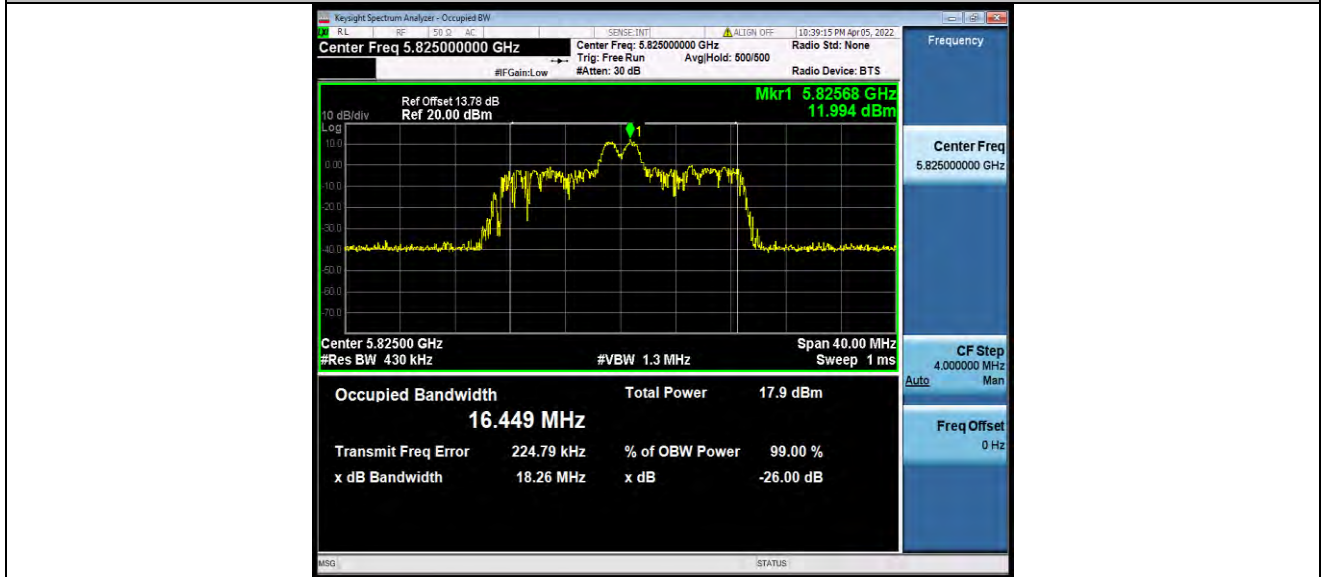 Keysight Spectrum Analyzer - Occupied BW
RL RF 50 Ω AC SENSE:INT ALIGN OFF 10:39:15 PM Apr 05, 2022
Center Freq 5.825000000 GHz
Center Freq: 5.825000000 GHz Radio Std: None
Trig: Free Run Avg|Hold: 500/500
#IFGain:Low #Atten: 30 dB Radio Device: BTS
Frequency
Mkr1 5.82568 GHz
11.994 dBm
Ref Offset 13.78 dB
10 dB/div Ref 20.00 dBm
Log
1
10.0
0.00
-10.0
-20.0
-30.0
-40.0
-50.0
-60.0
-70.0
Center 5.82500 GHz Span 40.00 MHz
#Res BW 430 kHz #VBW 1.3 MHz Sweep 1 ms
Occupied Bandwidth Total Power 17.9 dBm
16.449 MHz
Transmit Freq Error 224.79 kHz % of OBW Power 99.00 %
x dB Bandwidth 18.26 MHz x dB -26.00 dB
Center Freq
5.825000000 GHz
CF Step
4.000000 MHz
Auto Man
Freq Offset
0 Hz
MSG STATUS